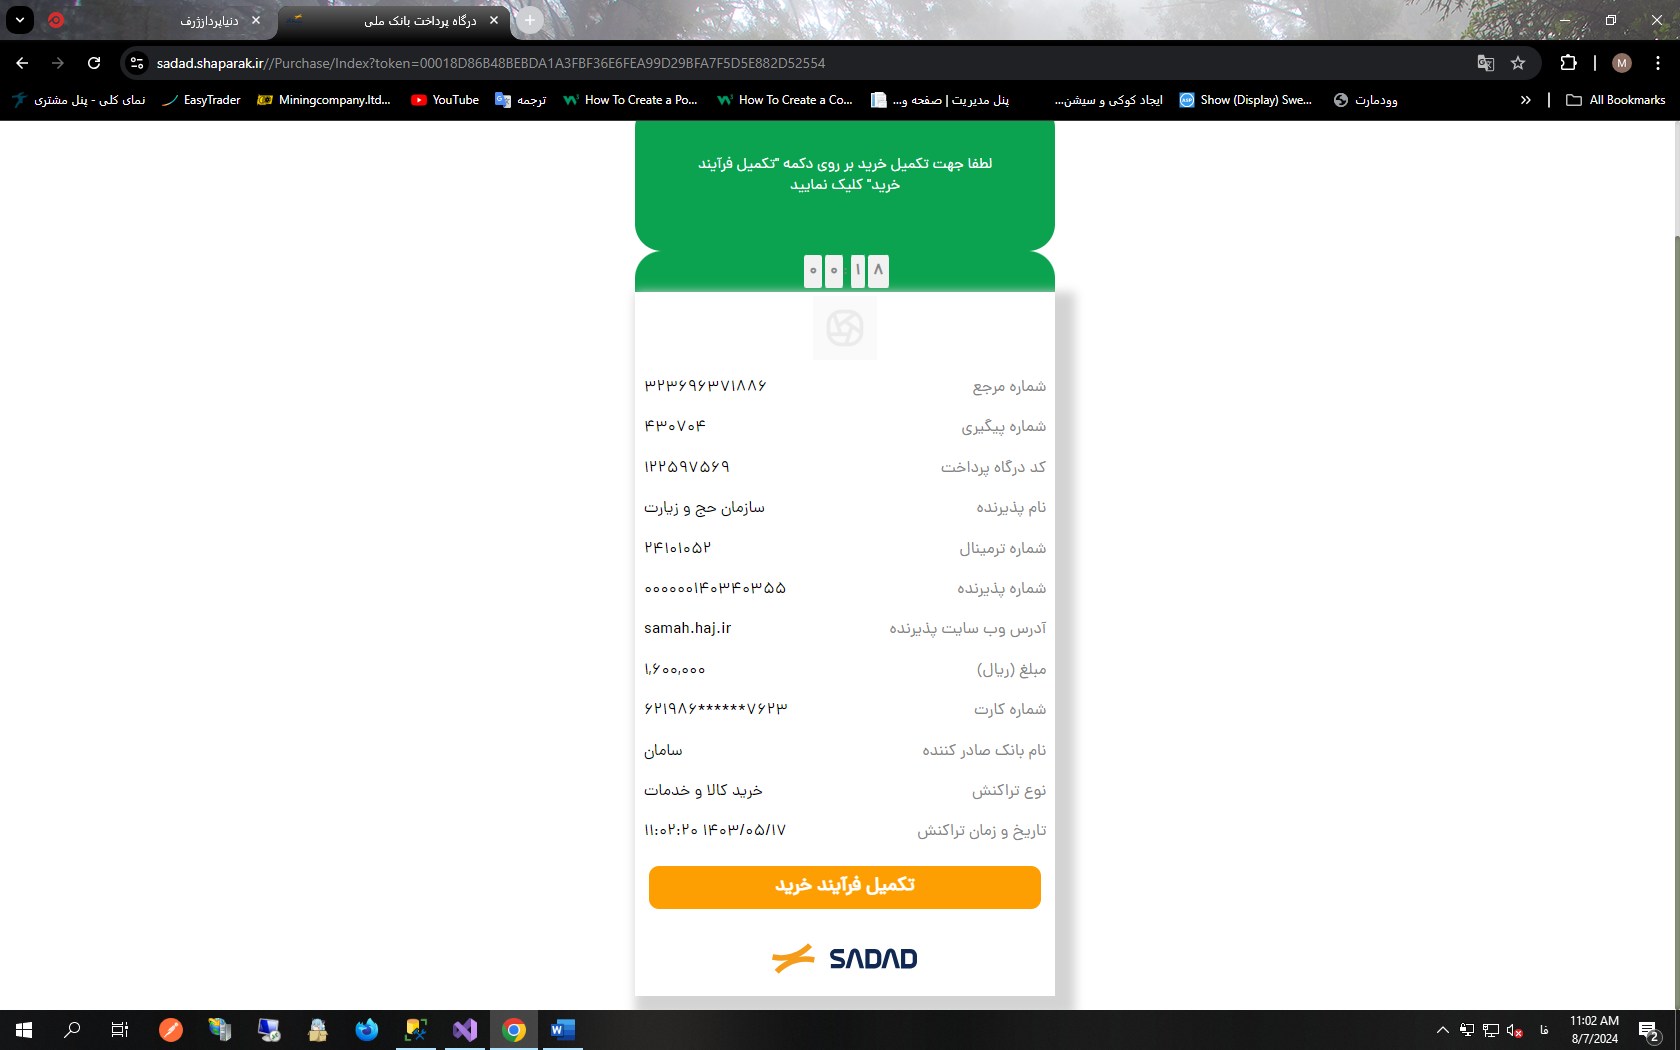 دنیاپردازژرف
درگاه پرداخت بانک ملی
sadad.shaparak.ir//Purchase/Index?token=00018D86B48BEBDA1A3FBF36E6FEA99D29BFA7F5D5E882D52554
M
نمای کلی - پنل مشتری
EasyTrader
Miningcompany.ltd...
YouTube
ترجمه
How To Create a Po...
How To Create a Co...
پنل مدیریت | صفحه و...
ایجاد کوکی و سیشن...
Show (Display) Swe...
وودمارت
All Bookmarks
لطفا جهت تکمیل خرید بر روی دکمه "تکمیل فرآیند
خرید" کلیک نمایید
۰۰:۱۸
شماره مرجع ۳۲۳۶۹۶۳۷۱۸۸۶
شماره پیگیری ۴۳۰۷۰۴
کد درگاه پرداخت ۱۲۲۵۹۷۵۶۹
نام پذیرنده سازمان حج و زیارت
شماره ترمینال ۲۴۱۰۱۰۵۲
شماره پذیرنده ۰۰۰۰۰۰۱۴۰۳۴۰۳۵۵
آدرس وب سایت پذیرنده samah.haj.ir
مبلغ (ریال) ۱,۶۰۰,۰۰۰
شماره کارت ۶۲۱۹۸۶******۷۶۲۳
نام بانک صادر کننده سامان
نوع تراکنش خرید کالا و خدمات
تاریخ و زمان تراکنش ۱۴۰۳/۰۵/۱۷ ۱۱:۰۲:۲۰
تکمیل فرآیند خرید
SADAD
فا
11:02 AM
8/7/2024
2